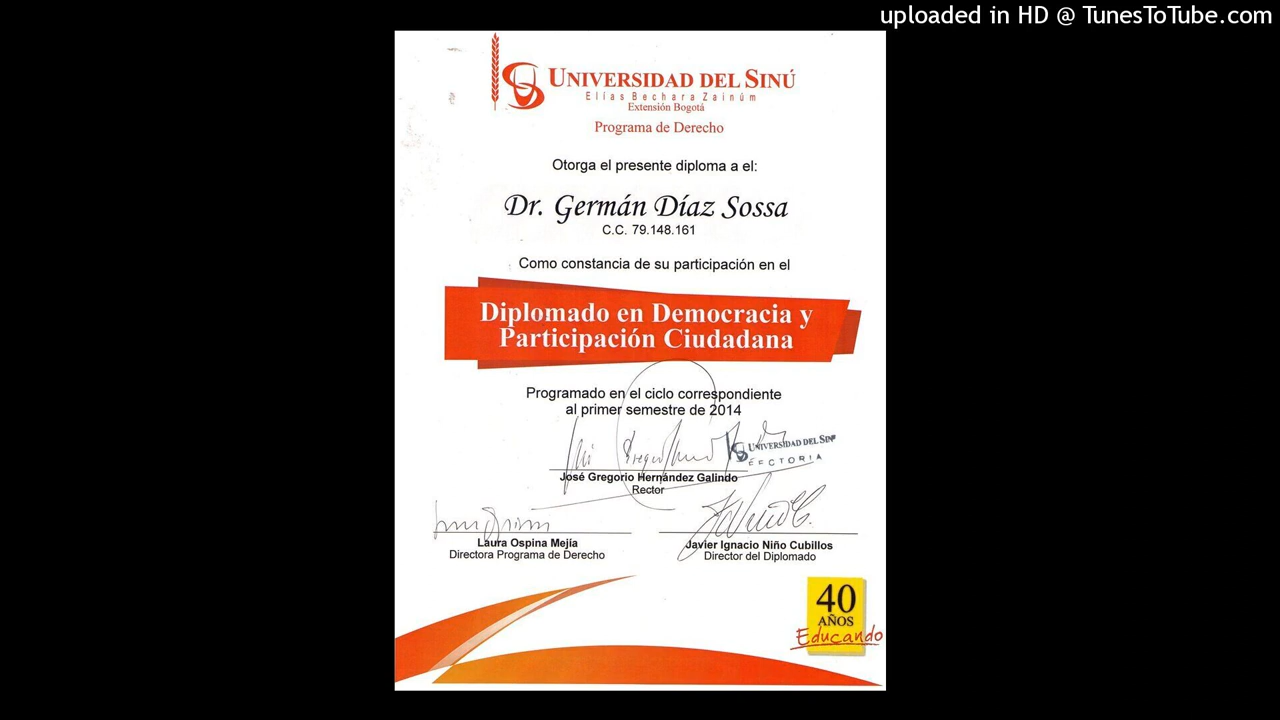 uploaded in HD @ TunesToTube.com
UNIVERSIDAD DEL SINÚ
Elías Bechara Zainúm
Extensión Bogotá
Programa de Derecho
Otorga el presente diploma a el:
Dr. Germán Díaz Sossa
C.C. 79.148.161
Como constancia de su participación en el
Diplomado en Democracia y
Participación Ciudadana
Programado en el ciclo correspondiente
al primer semestre de 2014
UNIVERSIDAD DEL SINÚ
José Gregorio Hernández Galindo
Rector
Laura Ospina Mejía
Directora Programa de Derecho
Javier Ignacio Niño Cubillos
Director del Diplomado
40
AÑOS
Educando